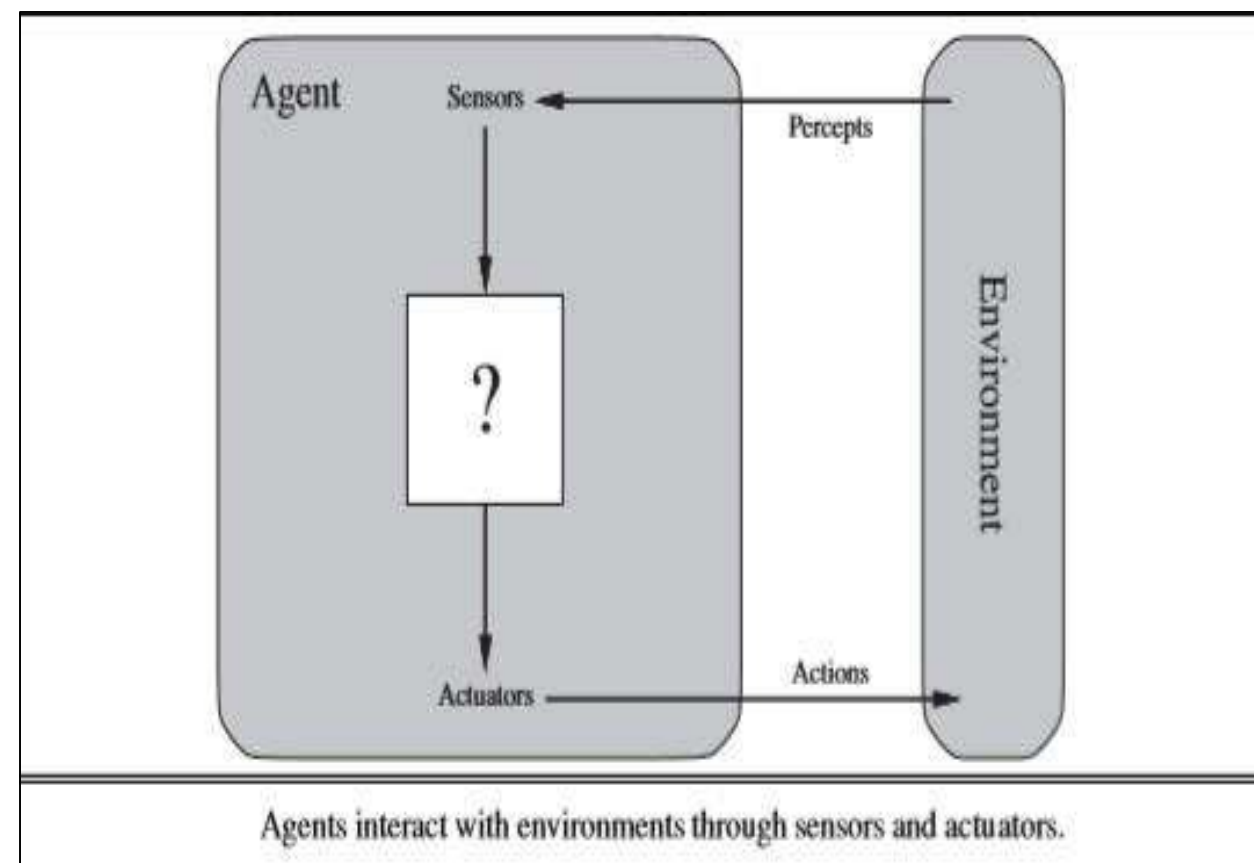 Agent
Sensors
Percepts
?
Environment
Actuators
Actions
Agents interact with environments through sensors and actuators.